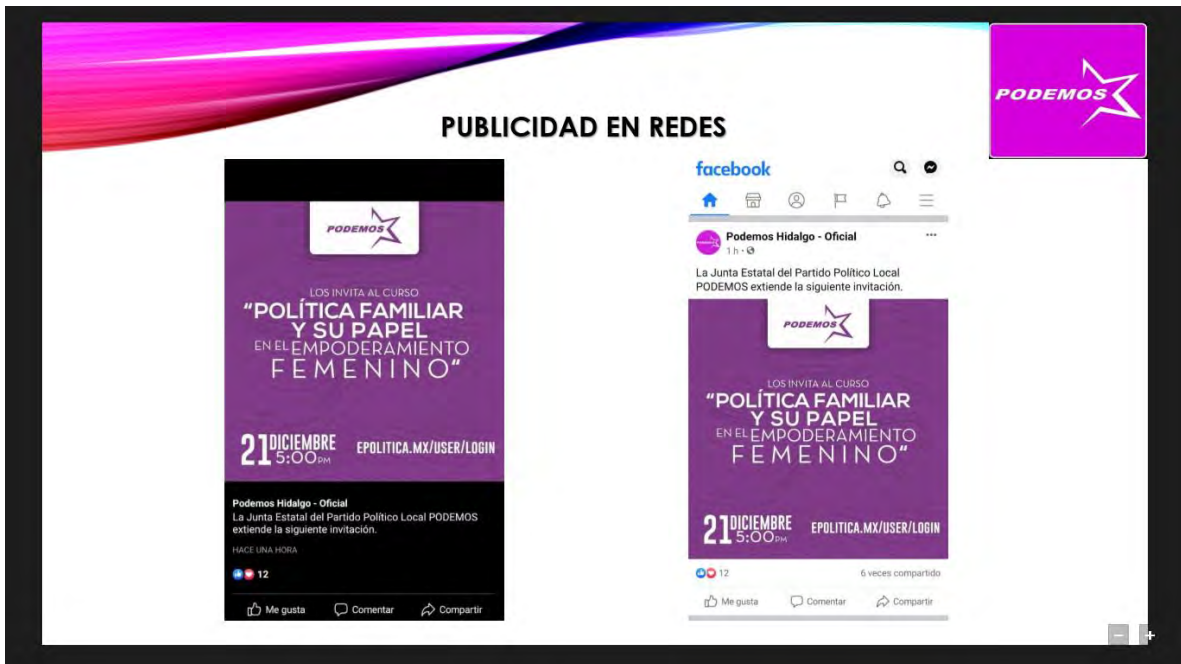 PODEMOS
PUBLICIDAD EN REDES
PODEMOS
LOS INVITA AL CURSO
“POLÍTICA FAMILIAR
Y SU PAPEL
EN EL EMPODERAMIENTO
FEMENINO“
21 DICIEMBRE
5:00 PM
EPOLITICA.MX/USER/LOGIN
Podemos Hidalgo - Oficial
La Junta Estatal del Partido Político Local PODEMOS
extiende la siguiente invitación.
HACE UNA HORA
12
Me gusta Comentar Compartir
facebook
Podemos Hidalgo - Oficial
1 h
La Junta Estatal del Partido Político Local
PODEMOS extiende la siguiente invitación.
PODEMOS
LOS INVITA AL CURSO
“POLÍTICA FAMILIAR
Y SU PAPEL
EN EL EMPODERAMIENTO
FEMENINO“
21 DICIEMBRE
5:00 PM
EPOLITICA.MX/USER/LOGIN
12 6 veces compartido
Me gusta Comentar Compartir